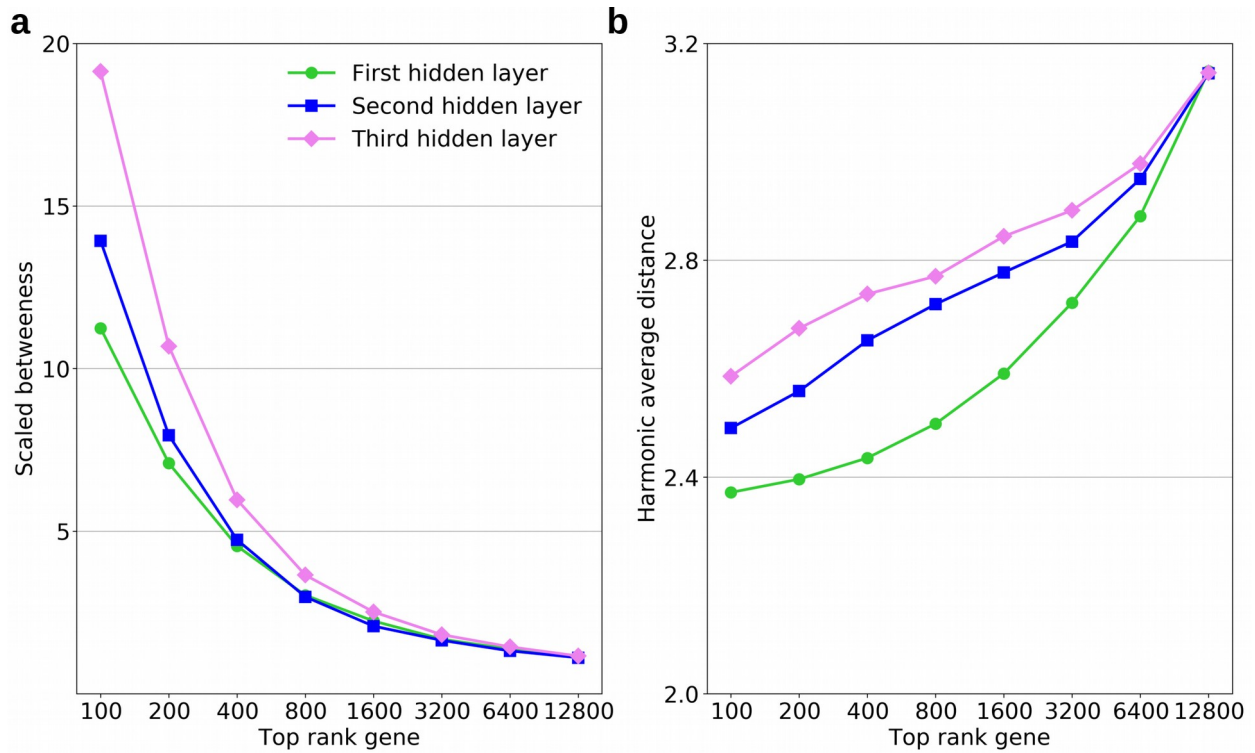 a
20
15
10
5
Scaled betweeness
First hidden layer
Second hidden layer
Third hidden layer
100 200 400 800 1600 3200 6400 12800
Top rank gene
b
3.2
2.8
2.4
2.0
Harmonic average distance
100 200 400 800 1600 3200 6400 12800
Top rank gene